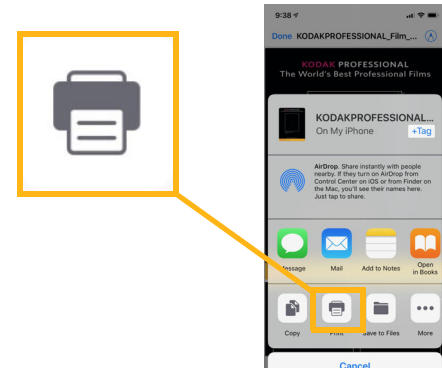 9:38
Done KODAKPROFESSIONAL_Film_...
KODAK PROFESSIONAL
The World's Best Professional Films
KODAKPROFESSIONAL...
On My iPhone
+Tag
AirDrop. Share instantly with people
nearby. If they turn on AirDrop from
Control Center on iOS or from Finder on
the Mac, you'll see their names here.
Just tap to share.
Message
Mail
Add to Notes
Open
in Books
Copy
Print
Save to Files
More
Cancel